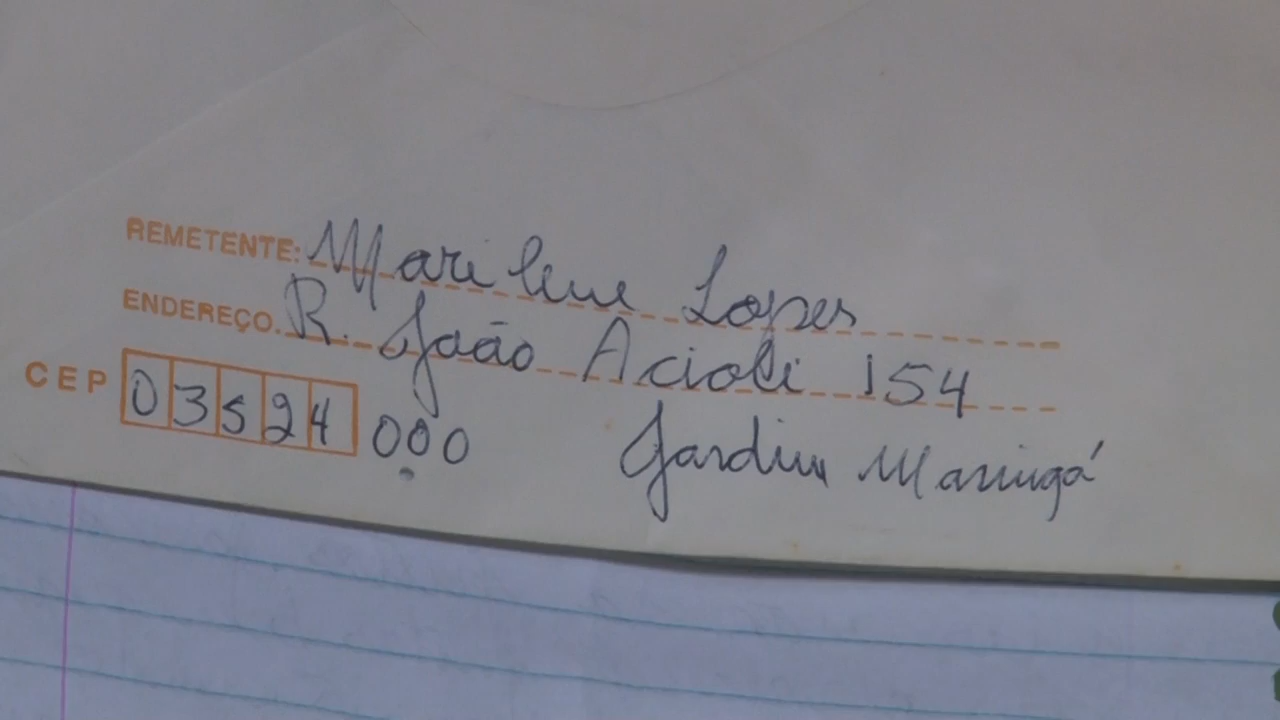 REMETENTE: Marilene Lopes
ENDEREÇO. R. João Acioli 154
CEP 03524 000 Jardim Maringá